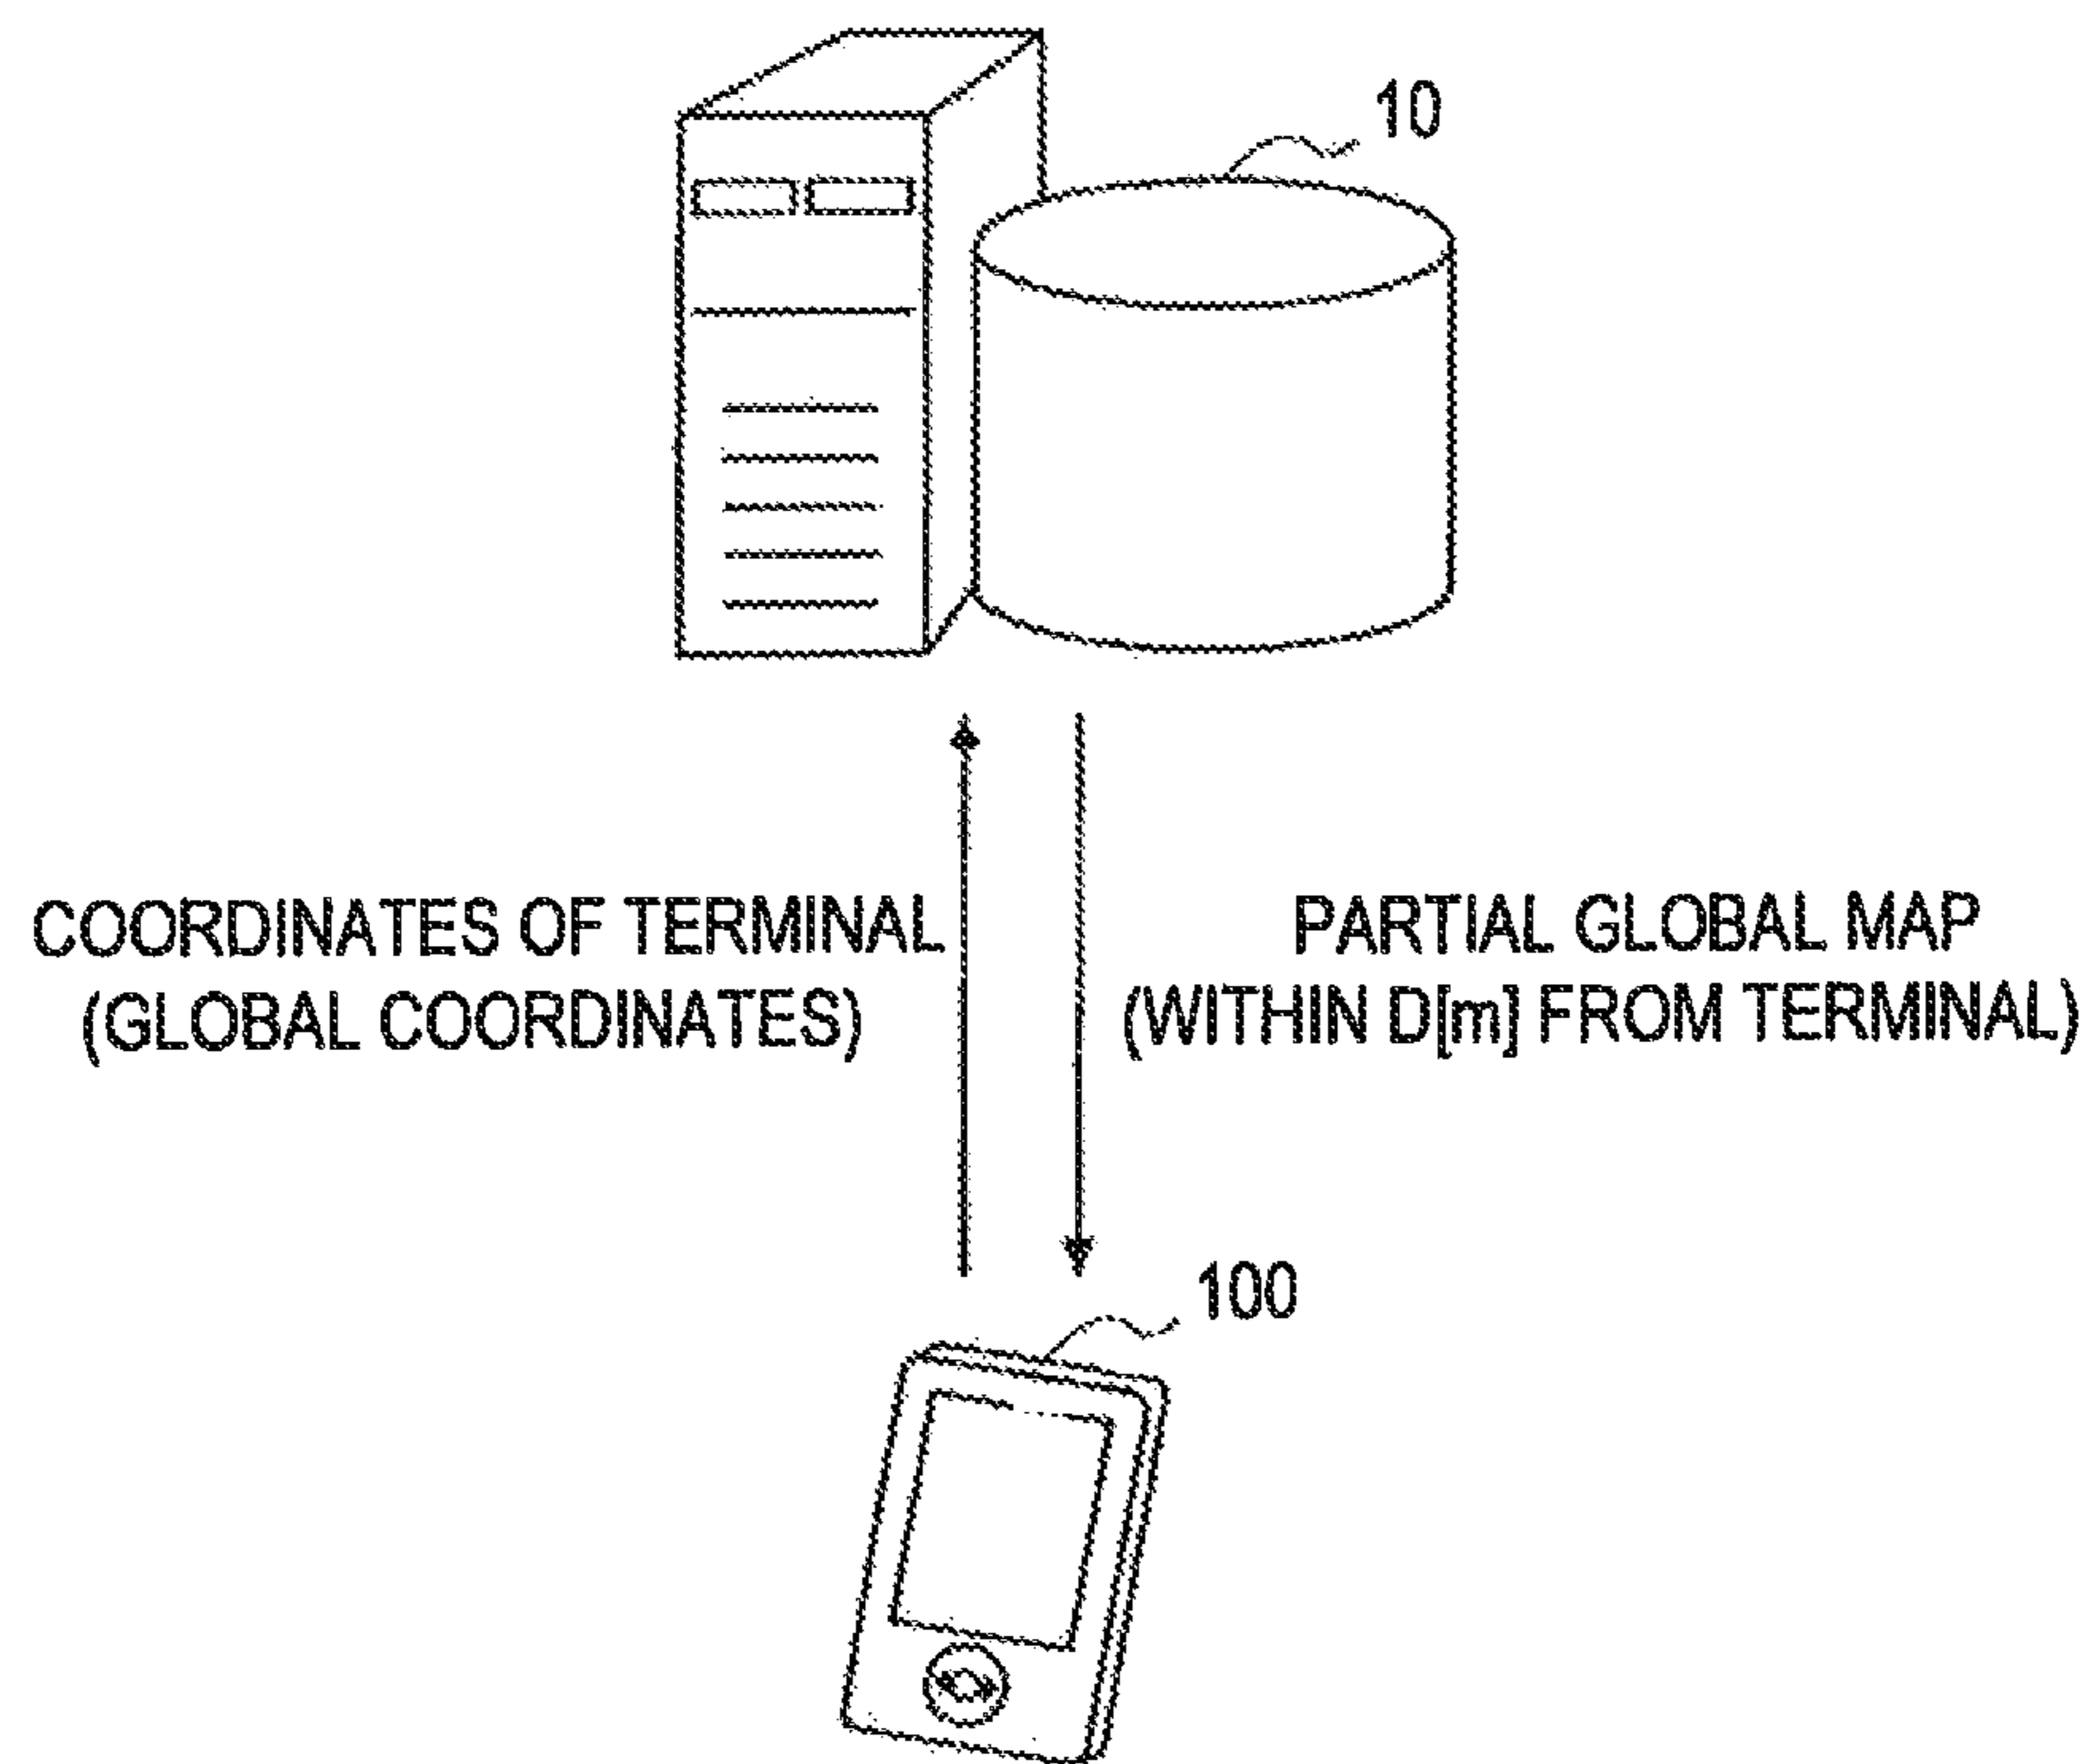 10
COORDINATES OF TERMINAL
(GLOBAL COORDINATES)
PARTIAL GLOBAL MAP
(WITHIN D[m] FROM TERMINAL)
100